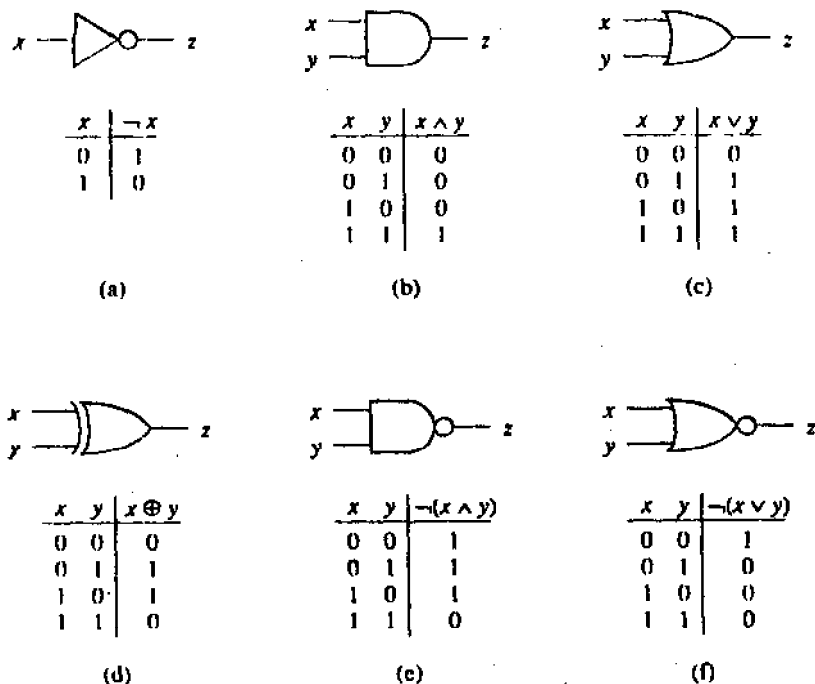 x z
x y z
x y z
x ¬ x
0 1
1 0
x y x ∧ y
0 0 0
0 1 0
1 0 0
1 1 1
x y x ∨ y
0 0 0
0 1 1
1 0 1
1 1 1
(a) (b) (c)
x y z
x y z
x y z
x y x ⊕ y
0 0 0
0 1 1
1 0 1
1 1 0
x y ¬(x ∧ y)
0 0 1
0 1 1
1 0 1
1 1 0
x y ¬(x ∨ y)
0 0 1
0 1 0
1 0 0
1 1 0
(d) (e) (f)